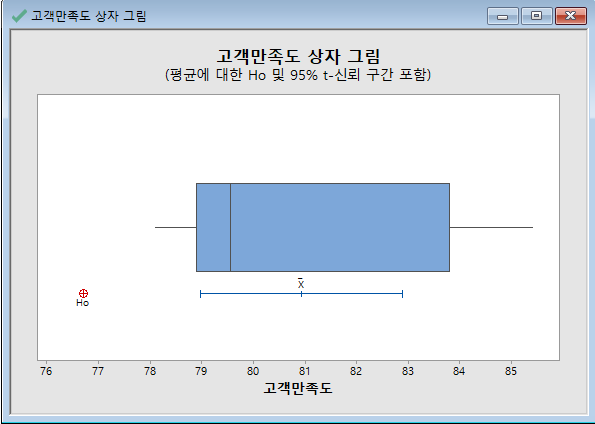 고객만족도 상자 그림
고객만족도 상자 그림
(평균에 대한 Ho 및 95% t-신뢰 구간 포함)
X̄
Ho
76 77 78 79 80 81 82 83 84 85
고객만족도